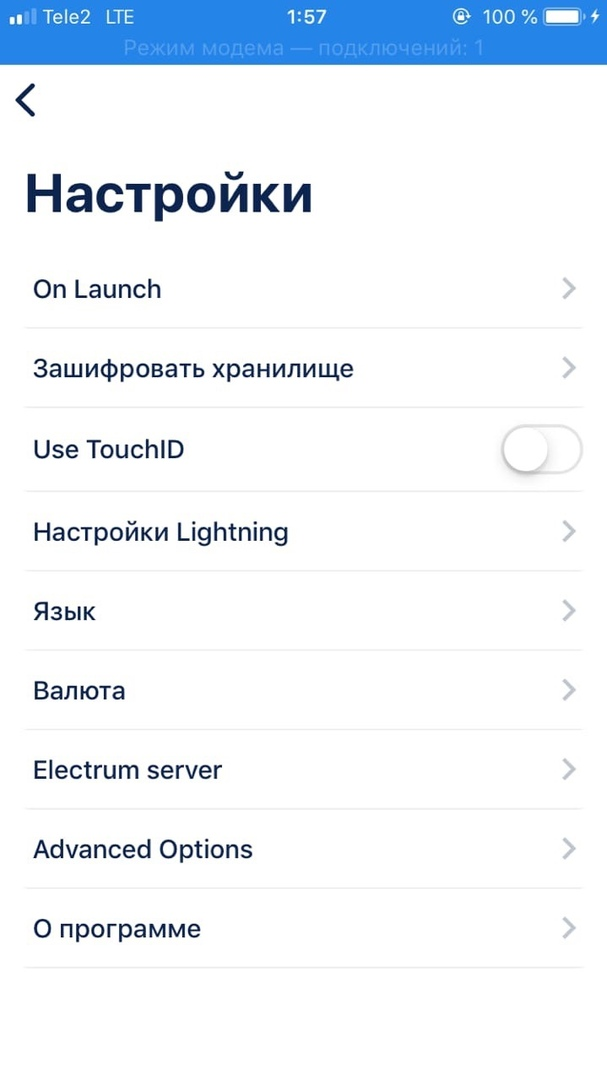 Tele2 LTE 1:57 100 %
Режим модема — подключений: 1
Настройки
On Launch
Зашифровать хранилище
Use TouchID
Настройки Lightning
Язык
Валюта
Electrum server
Advanced Options
О программе